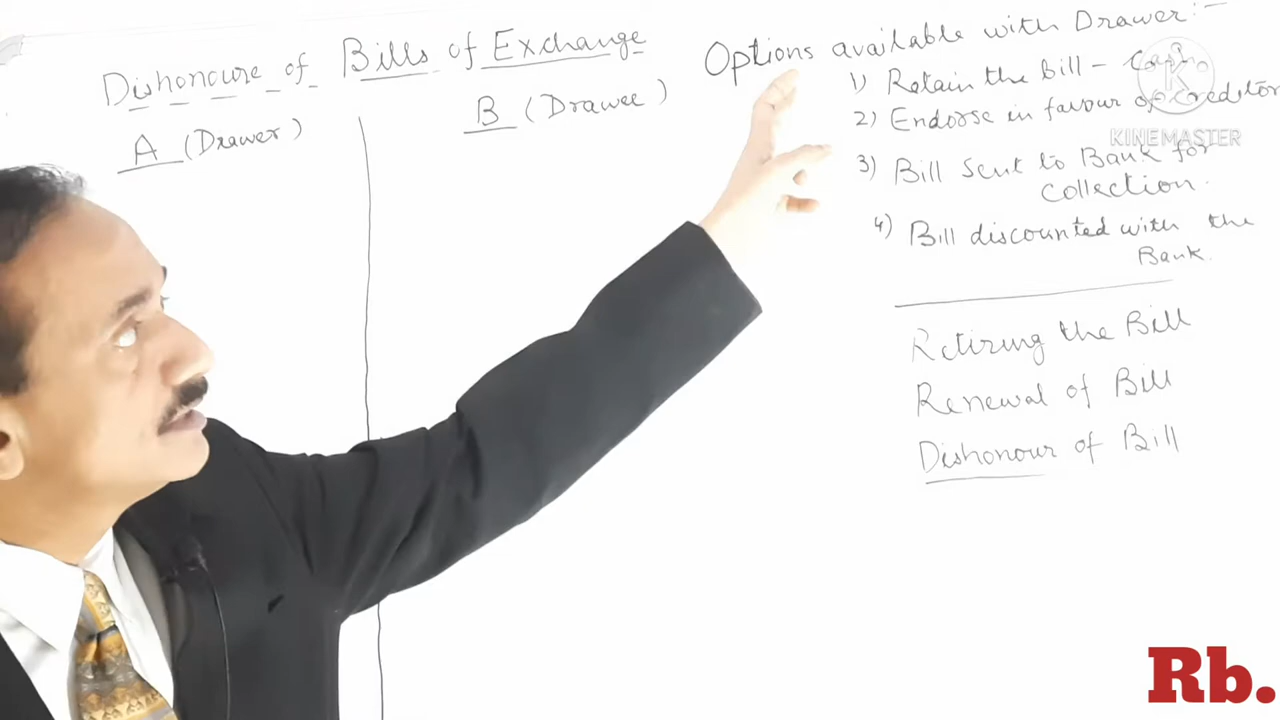 Dishonoure of Bills of Exchange
A (Drawer)
B (Drawee)
Options available with Drawer:-
1) Retain the Bill - Cash
2) Endorse in favour of creditor
3) Bill sent to Bank for
collection.
4) Bill discounted with the
Bank.
Retiring the Bill
Renewal of Bill
Dishonour of Bill
K
KINEMASTER
Rb.